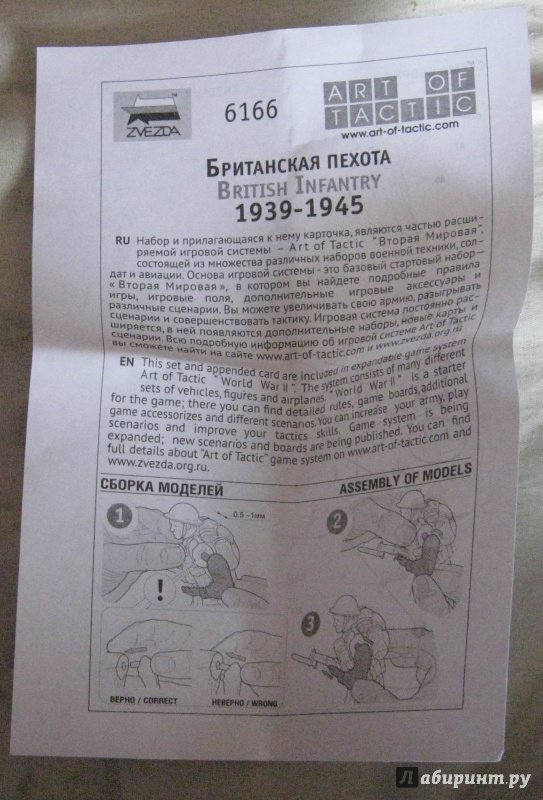 ZVEZDA
6166
ART OF
TACTIC
www.art-of-tactic.com
БРИТАНСКАЯ ПЕХОТА
BRITISH INFANTRY
1939-1945
RU Набор и прилагающаяся к нему карточка, являются частью расши-
ряемой игровой системы – Art of Tactic "Вторая Мировая",
состоящей из множества различных наборов военной техники, сол-
дат и авиации. Основа игровой системы - это базовый стартовый набор–
« Вторая Мировая», в котором вы найдете подобные правила
игры, игровые поля, дополнительные игровые аксессуары и
различные сценарии. Вы можете увеличивать свою армию, разыгрывать
сценарии и совершенствовать тактику. Игровая система постоянно рас-
ширяется, в ней появляются дополнительные наборы, новые карты и
сценарии. Всю подробную информацию об игровой системе Art of Tactic
вы сможете найти на сайте www.art-of-tactic.com и www.zvezda.org.ru
EN This set and appended card are included in expandable game system
Art of Tactic "World War II". The system consists of many different
sets of vehicles, figures and airplanes. "World War II" is a starter
for the game; there you can find detailed rules, game boards, additional
game accessorizes and different scenarios. You can increase your army, play
scenarios and improve your tactics skills. Game system is being
expanded; new scenarios and boards are being published. You can find
full details about "Art of Tactic" game system on www.art-of-tactic.com and
www.zvezda.org.ru.
СБОРКА МОДЕЛЕЙ
ASSEMBLY OF MODELS
1
0.5 -1мм
!
2
ВЕРНО / CORRECT
НЕВЕРНО / WRONG
3
Лабиринт.ру